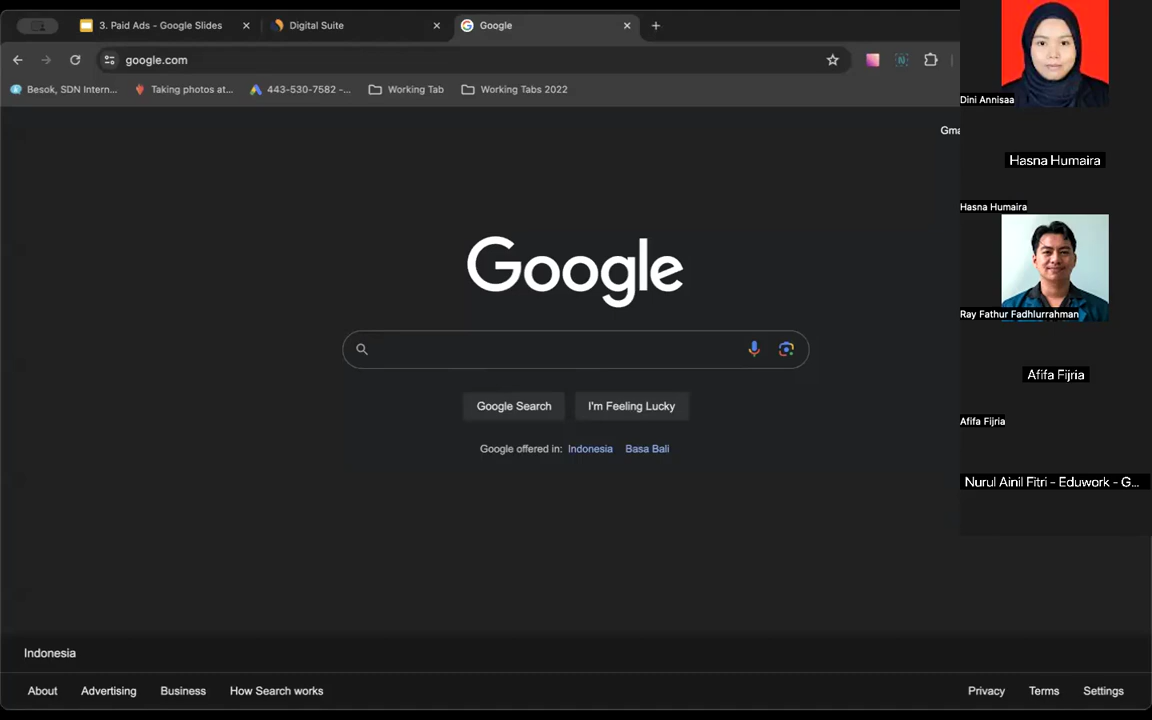 3. Paid Ads - Google Slides
Digital Suite
Google
google.com
Besok, SDN Intern...
Taking photos at...
443-530-7582 -...
Working Tab
Working Tabs 2022
Gma
Google
Google Search
I'm Feeling Lucky
Google offered in: Indonesia Basa Bali
Indonesia
About
Advertising
Business
How Search works
Privacy
Terms
Settings
Dini Annisaa
Hasna Humaira
Hasna Humaira
Ray Fathur Fadhlurrahman
Afifa Fijria
Afifa Fijria
Nurul Ainil Fitri - Eduwork - G...